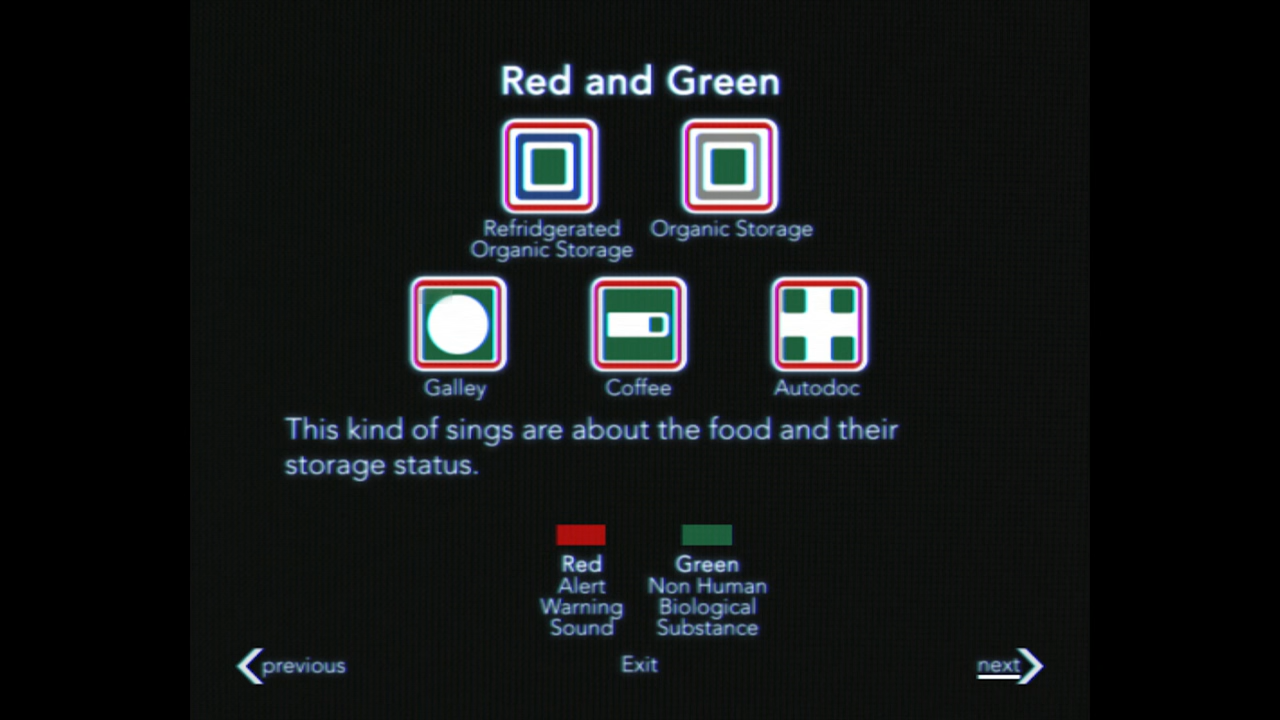 Red and Green
Refridgerated
Organic Storage
Organic Storage
Galley
Coffee
Autodoc
This kind of sings are about the food and their
storage status.
Red
Alert
Warning
Sound
Green
Non Human
Biological
Substance
previous
Exit
next